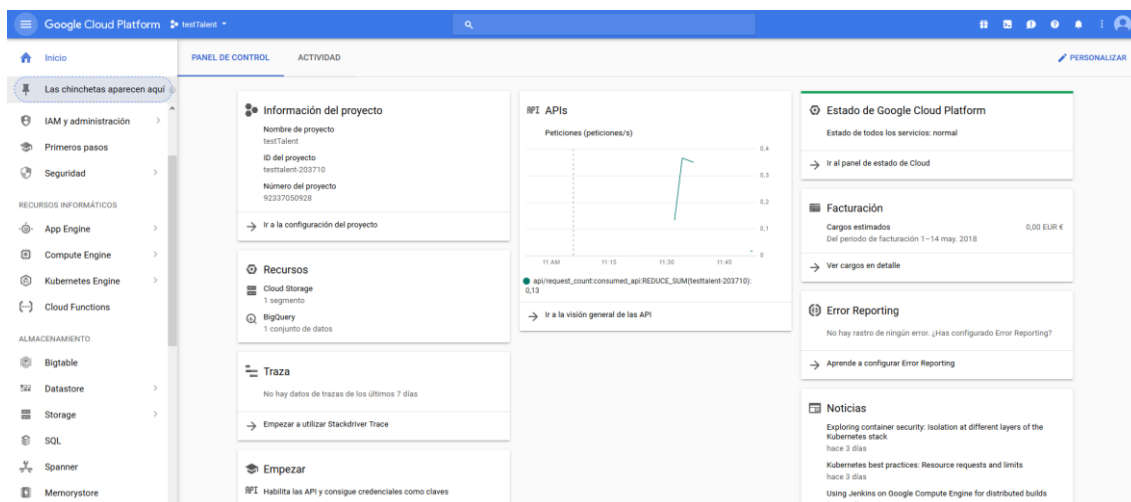 Google Cloud Platform
testTalent
Inicio
Las chinchetas aparecen aquí
IAM y administración
Primeros pasos
Seguridad
RECURSOS INFORMÁTICOS
App Engine
Compute Engine
Kubernetes Engine
Cloud Functions
ALMACENAMIENTO
Bigtable
Datastore
Storage
SQL
Spanner
Memorystore
PANEL DE CONTROL
ACTIVIDAD
PERSONALIZAR
Información del proyecto
Nombre de proyecto
testTalent
ID del proyecto
testtalent-203710
Número del proyecto
92337050928
Ir a la configuración del proyecto
Recursos
Cloud Storage
1 segmento
BigQuery
1 conjunto de datos
Traza
No hay datos de trazas de los últimos 7 días
Empezar a utilizar Stackdriver Trace
Empezar
API Habilita las API y consigue credenciales como claves
API APIs
Peticiones (peticiones/s)
0,4
0,3
0,2
0,1
0
11 AM 11:15 11:30 11:45
api/request_count:consumed_api:REDUCE_SUM(testtalent-203710):
0,13
Ir a la visión general de las API
Estado de Google Cloud Platform
Estado de todos los servicios: normal
Ir al panel de estado de Cloud
Facturación
Cargos estimados 0,00 EUR €
Del periodo de facturación 1–14 may. 2018
Ver cargos en detalle
Error Reporting
No hay rastro de ningún error. ¿Has configurado Error Reporting?
Aprende a configurar Error Reporting
Noticias
Exploring container security: Isolation at different layers of the
Kubernetes stack
hace 3 días
Kubernetes best practices: Resource requests and limits
hace 3 días
Using Jenkins on Google Compute Engine for distributed builds